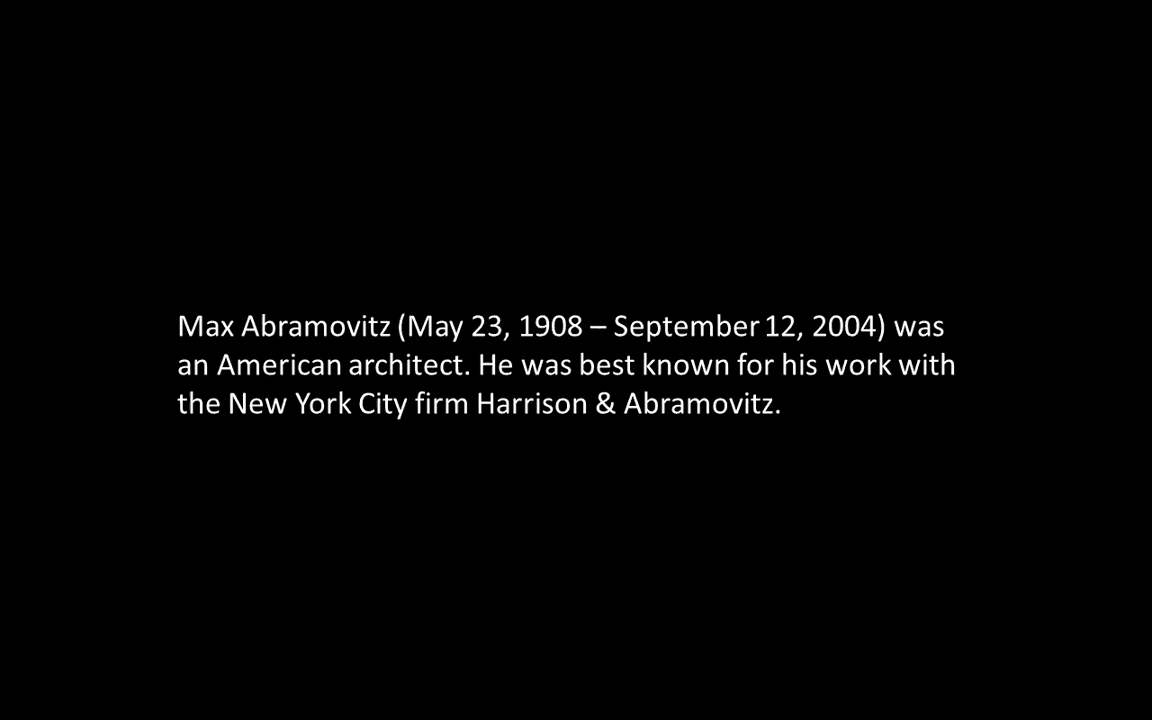 Max Abramovitz (May 23, 1908 – September 12, 2004) was
an American architect. He was best known for his work with
the New York City firm Harrison & Abramovitz.